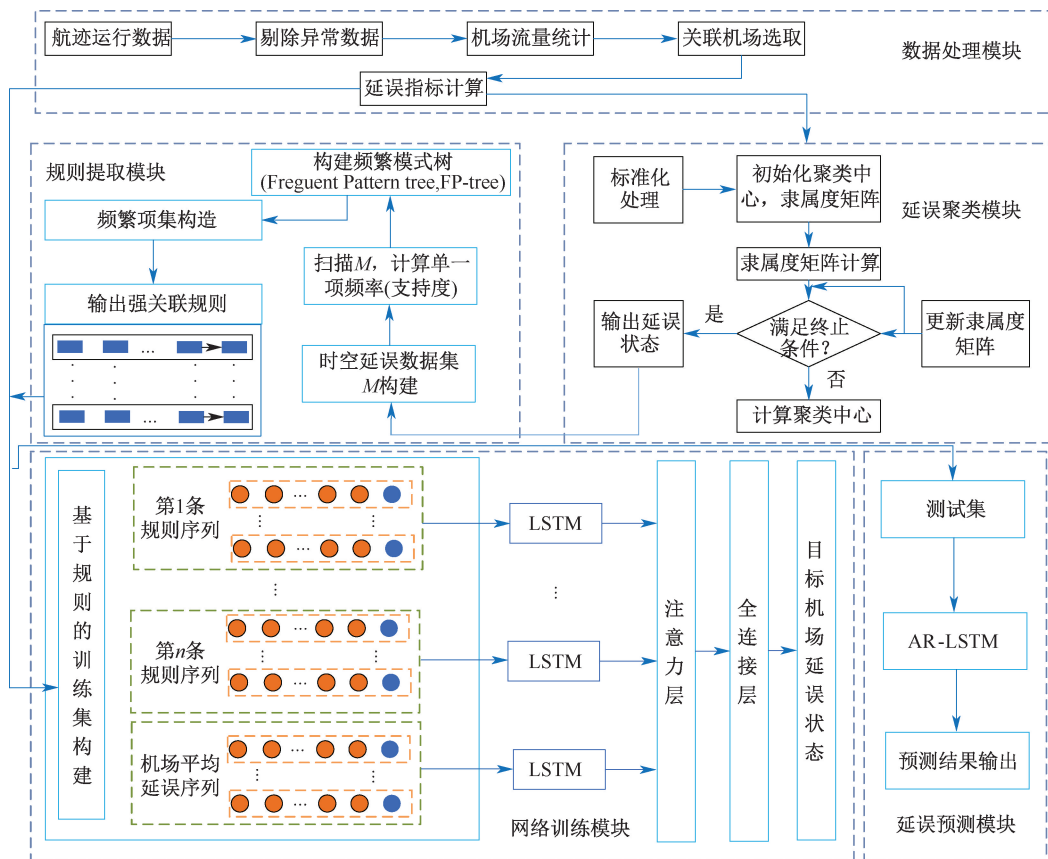 航迹运行数据
剔除异常数据
机场流量统计
关联机场选取
数据处理模块
延误指标计算
规则提取模块
构建频繁模式树
(Freguent Pattern tree,FP-tree)
频繁项集构造
扫描M，计算单一
项频率(支持度)
输出强关联规则
...
时空延误数据集
M构建
...
标准化
处理
初始化聚类中
心，隶属度矩阵
延误聚类模块
隶属度矩阵计算
输出延误
状态
是
满足终止
条件？
更新隶属度
矩阵
否
计算聚类中心
基于规则的训练集构建
第1条
规则序列
...
...
...
...
第n条
规则序列
...
...
...
机场平均
延误序列
...
...
...
LSTM
...
LSTM
LSTM
网络训练模块
注意力层
全连接层
目标机场延误状态
测试集
AR-LSTM
预测结果输出
延误预测模块